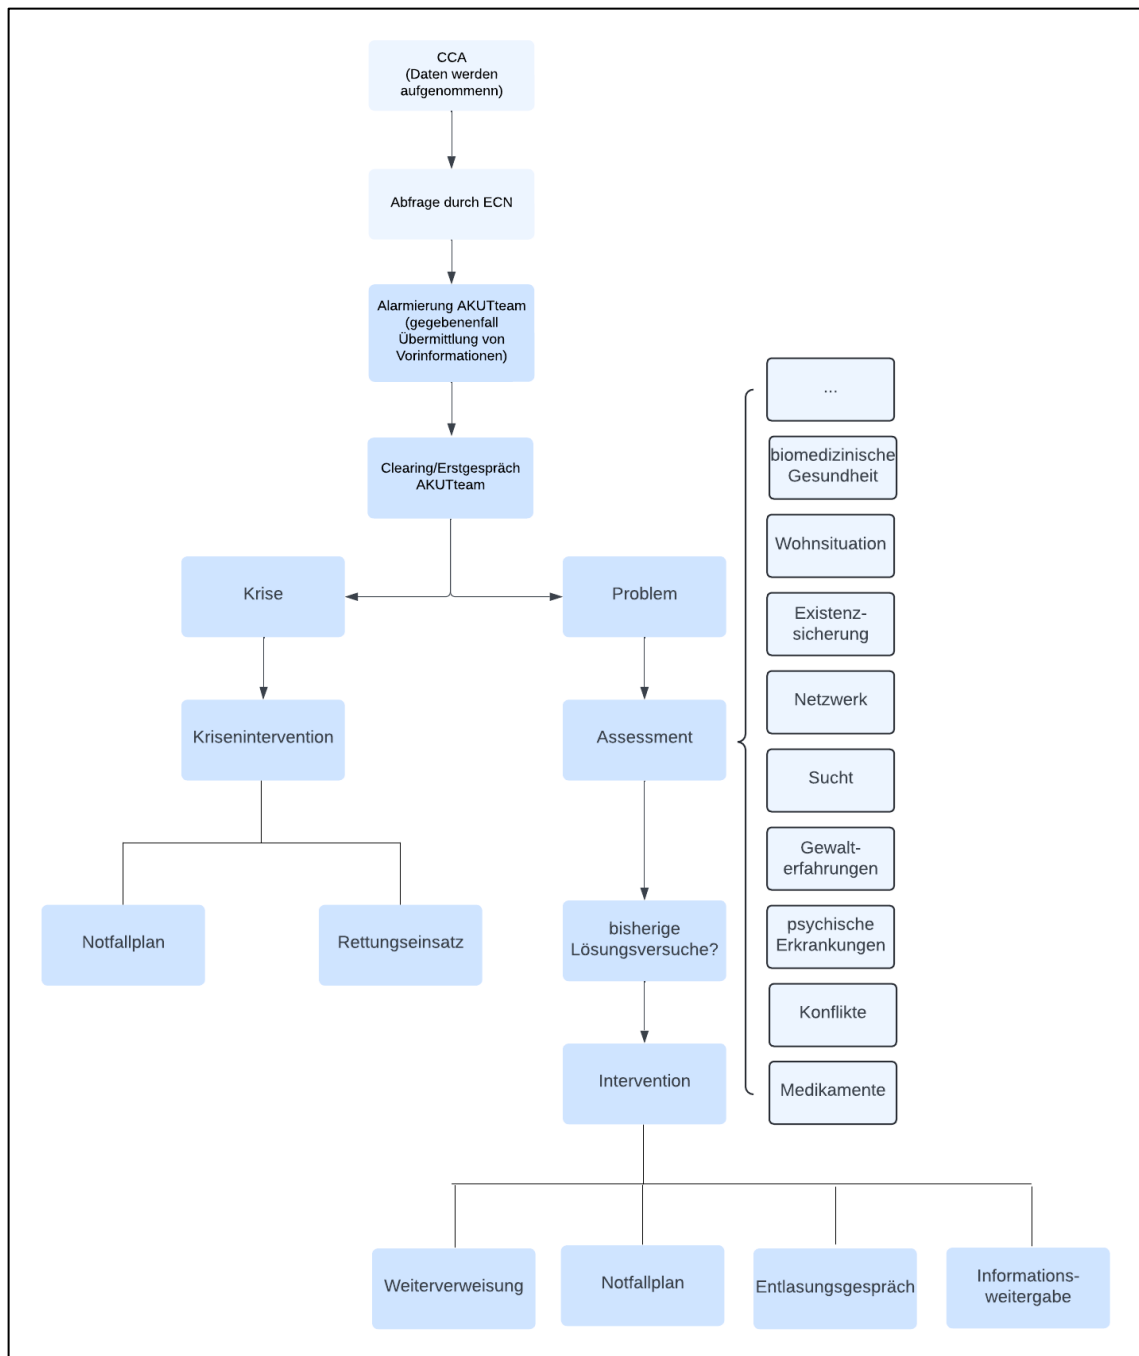 CCA
(Daten werden
aufgenommenn)
Abfrage durch ECN
Alarmierung AKUTteam
(gegebenenfall
Übermittlung von
Vorinformationen)
Clearing/Erstgespräch
AKUTteam
Krise
Problem
Krisenintervention
Assessment
Notfallplan
Rettungseinsatz
bisherige
Lösungsversuche?
Intervention
Weiterverweisung
Notfallplan
Entlasungsgespräch
Informations-
weitergabe
...
biomedizinische
Gesundheit
Wohnsituation
Existenz-
sicherung
Netzwerk
Sucht
Gewalt-
erfahrungen
psychische
Erkrankungen
Konflikte
Medikamente